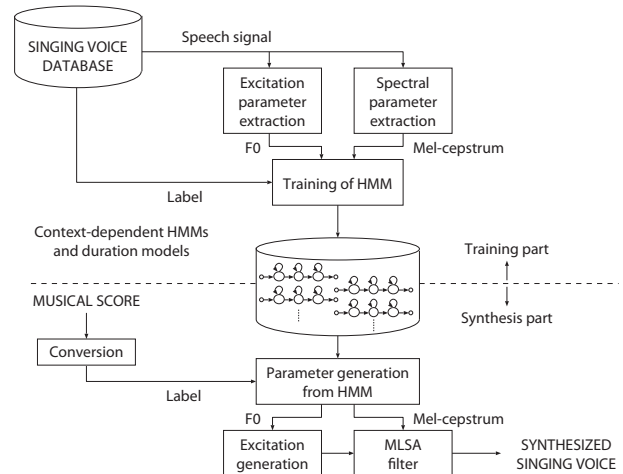 SINGING VOICE
DATABASE
Speech signal
Excitation
parameter
extraction
Spectral
parameter
extraction
F0
Mel-cepstrum
Label
Training of HMM
Context-dependent HMMs
and duration models
Training part
MUSICAL SCORE
Synthesis part
Conversion
Label
Parameter generation
from HMM
F0
Mel-cepstrum
Excitation
generation
MLSA
filter
SYNTHESIZED
SINGING VOICE